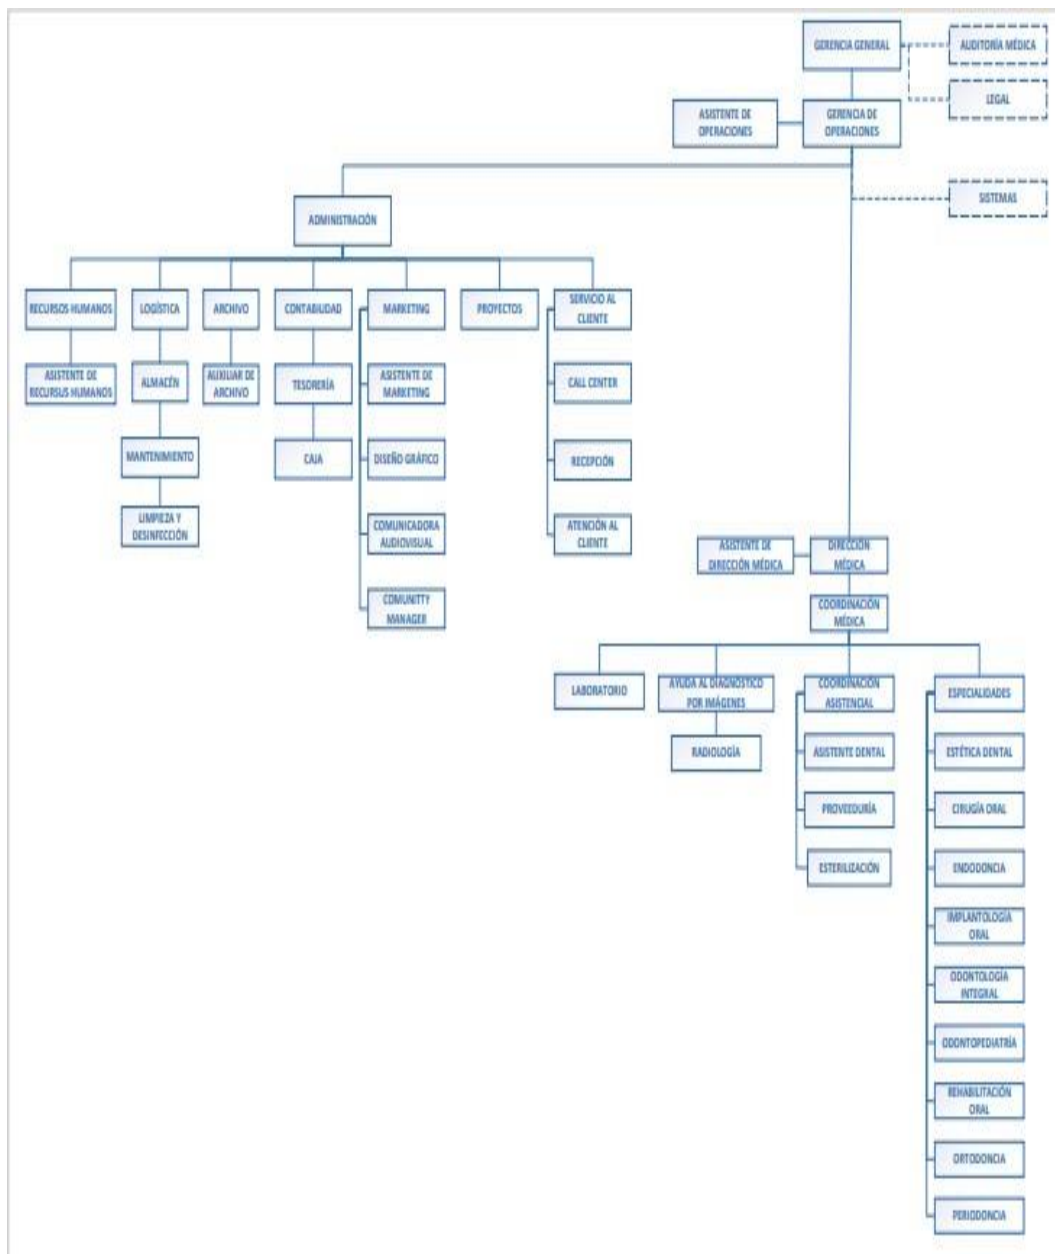 GERENCIA GENERAL
AUDITORÍA MÉDICA
LEGAL
ASISTENTE DE
OPERACIONES
GERENCIA DE
OPERACIONES
SISTEMAS
ADMINISTRACIÓN
RECURSOS HUMANOS
LOGÍSTICA
ARCHIVO
CONTABILIDAD
MARKETING
PROYECTOS
SERVICIO AL
CLIENTE
ASISTENTE DE
RECURSUS HUMANOS
ALMACÉN
AUXILIAR DE
ARCHIVO
TESORERÍA
ASISTENTE DE
MARKETING
CALL CENTER
MANTENIMIENTO
CAJA
DISEÑO GRÁFICO
RECEPCIÓN
LIMPIEZA Y
DESINFECCIÓN
COMUNICADORA
AUDIOVISUAL
ATENCIÓN AL
CLIENTE
COMUNITTY
MANAGER
ASISTENTE DE
DIRECCIÓN MÉDICA
DIRECCIÓN
MÉDICA
COORDINACIÓN
MÉDICA
LABORATORIO
AYUDA AL DIAGNOSTICO
POR IMÁGENES
COORDINACIÓN
ASISTENCIAL
ESPECIALIDADES
RADIOLOGÍA
ASISTENTE DENTAL
ESTÉTICA DENTAL
PROVEEDURÍA
CIRUGÍA ORAL
ESTERILIZACIÓN
ENDODONCIA
IMPLANTOLOGÍA
ORAL
ODONTOLOGÍA
INTEGRAL
ODONTOPEDIATRÍA
REHABILITACIÓN
ORAL
ORTODONCIA
PERIODONCIA